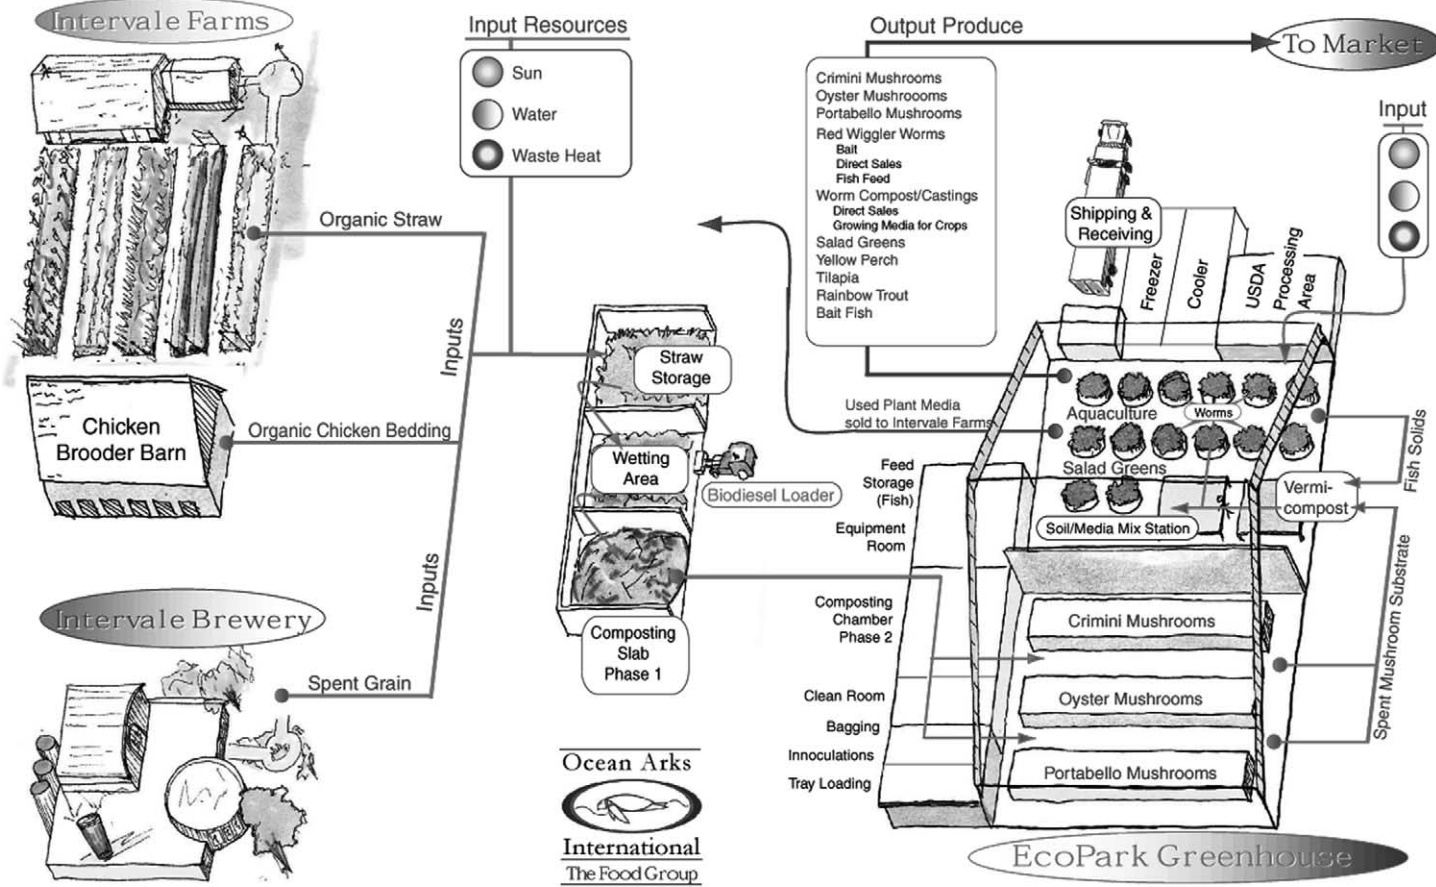 Intervale Farms
Input Resources
Sun
Water
Waste Heat
Output Produce
To Market
Crimini Mushrooms
Oyster Mushroooms
Portabello Mushrooms
Red Wiggler Worms
Bait
Direct Sales
Fish Feed
Worm Compost/Castings
Direct Sales
Growing Media for Crops
Salad Greens
Yellow Perch
Tilapia
Rainbow Trout
Bait Fish
Input
Shipping &
Receiving
Freezer
Cooler
USDA
Processing
Area
Organic Straw
Inputs
Chicken
Brooder Barn
Organic Chicken Bedding
Inputs
Intervale Brewery
Spent Grain
Straw
Storage
Wetting
Area
Biodiesel Loader
Composting
Slab
Phase 1
Used Plant Media
sold to Intervale Farms
Aquaculture
Worms
Salad Greens
Soil/Media Mix Station
Vermi-
compost
Fish Solids
Spent Mushroom Substrate
Feed
Storage
(Fish)
Equipment
Room
Composting
Chamber
Phase 2
Clean Room
Bagging
Innoculations
Tray Loading
Crimini Mushrooms
Oyster Mushrooms
Portabello Mushrooms
Ocean Arks
International
The Food Group
EcoPark Greenhouse